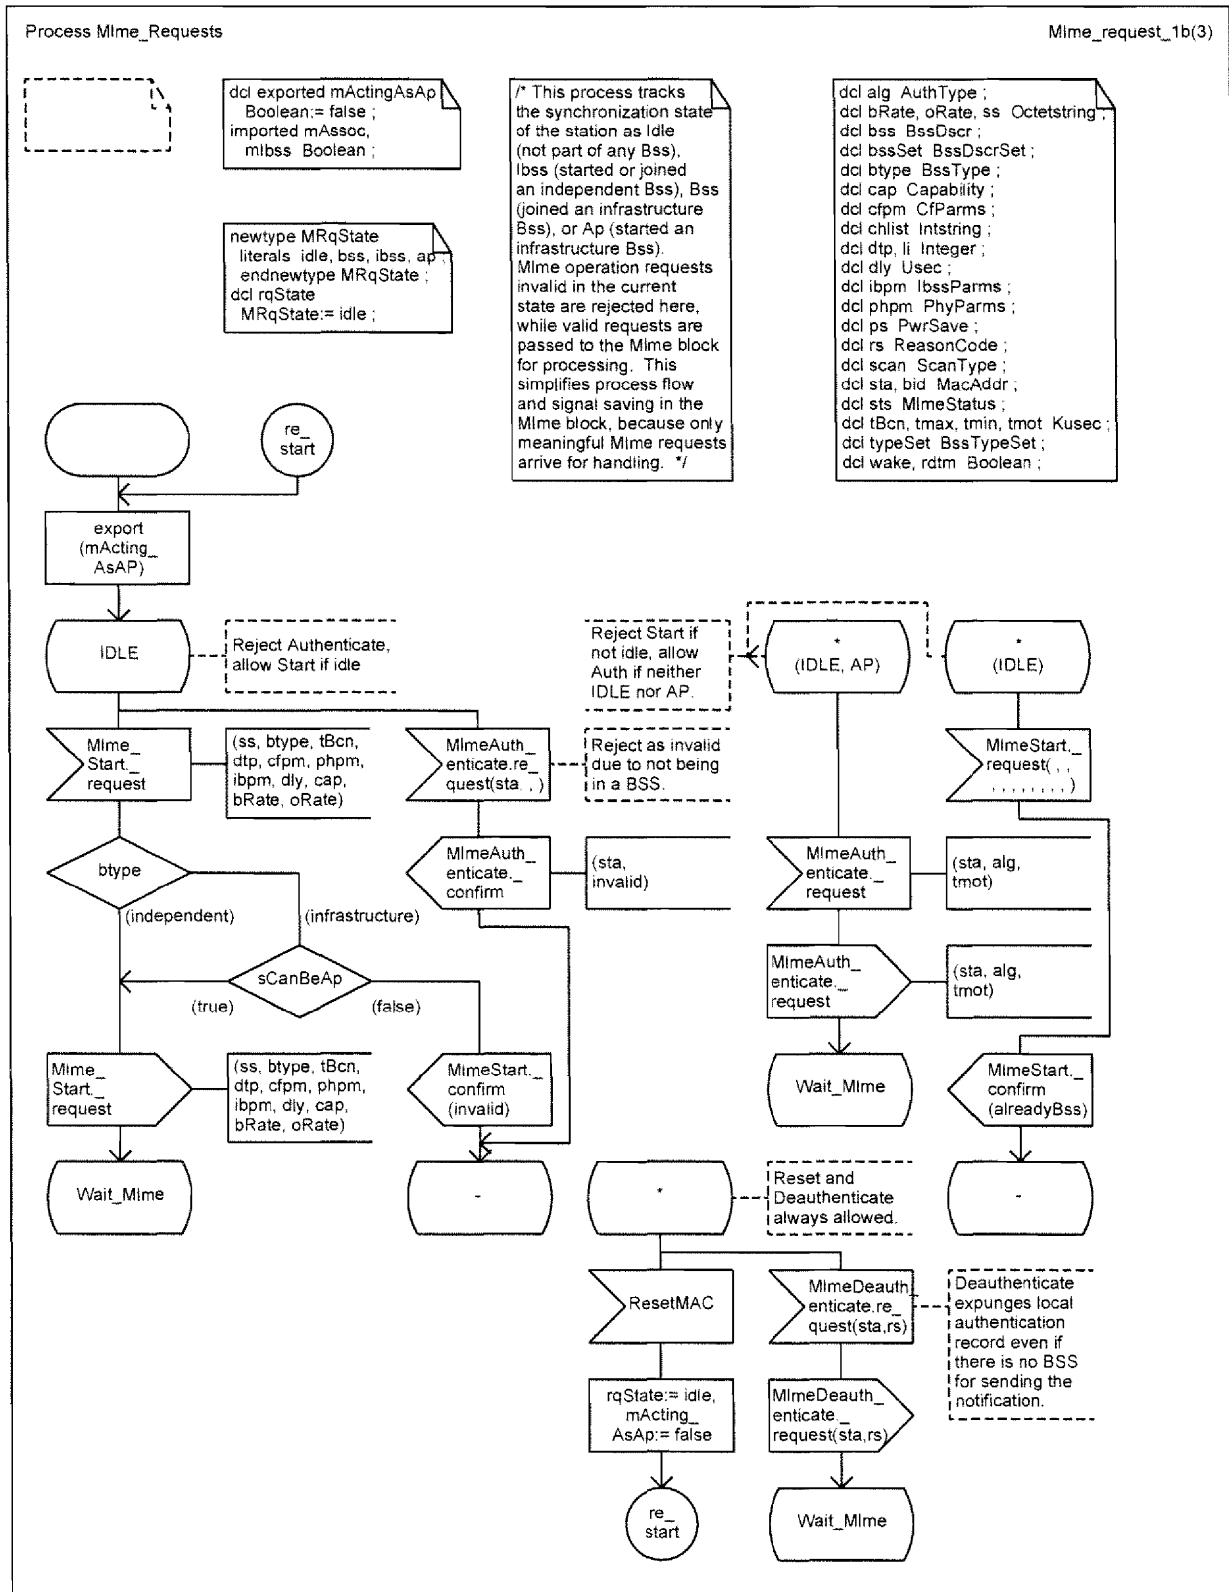 Process Mlme_Requests
Mlme_request_1b(3)
dcl exported mActingAsAp
Boolean:= false ;
imported mAssoc,
mIbss Boolean ;
newtype MRqState
literals idle, bss, ibss, ap ;
endnewtype MRqState ;
dcl rqState
MRqState:= idle ;
/* This process tracks
the synchronization state
of the station as Idle
(not part of any Bss),
Ibss (started or joined
an independent Bss), Bss
(joined an infrastructure
Bss), or Ap (started an
infrastructure Bss).
Mlme operation requests
invalid in the current
state are rejected here,
while valid requests are
passed to the Mlme block
for processing. This
simplifies process flow
and signal saving in the
Mlme block, because only
meaningful Mlme requests
arrive for handling. */
dcl alg AuthType ;
dcl bRate, oRate, ss Octetstring ;
dcl bss BssDscr ;
dcl bssSet BssDscrSet ;
dcl btype BssType ;
dcl cap Capability ;
dcl cfpm CfParms ;
dcl chlist Intstring ;
dcl dtp, li Integer ;
dcl dly Usec ;
dcl ibpm IbssParms ;
dcl phpm PhyParms ;
dcl ps PwrSave ;
dcl rs ReasonCode ;
dcl scan ScanType ;
dcl sta, bid MacAddr ;
dcl sts MlmeStatus ;
dcl tBcn, tmax, tmin, tmot Kusec ;
dcl typeSet BssTypeSet ;
dcl wake, rdtm Boolean ;
re_
start
export
(mActing_
AsAP)
IDLE
Reject Authenticate,
allow Start if idle
Reject Start if
not idle, allow
Auth if neither
IDLE nor AP.
*
(IDLE, AP)
*
(IDLE)
Mlme_
Start._
request
(ss, btype, tBcn,
dtp, cfpm, phpm,
ibpm, dly, cap,
bRate, oRate)
MlmeAuth_
enticate.re_
quest(sta, , )
Reject as invalid
due to not being
in a BSS.
MlmeStart._
request( , ,
, , , , , , , , )
btype
(independent)
(infrastructure)
MlmeAuth_
enticate._
confirm
(sta,
invalid)
MlmeAuth_
enticate._
request
(sta, alg,
tmot)
sCanBeAp
(true)
(false)
MlmeAuth_
enticate._
request
(sta, alg,
tmot)
Mlme_
Start._
request
(ss, btype, tBcn,
dtp, cfpm, phpm,
ibpm, dly, cap,
bRate, oRate)
MlmeStart._
confirm
(invalid)
Wait_Mlme
MlmeStart._
confirm
(alreadyBss)
Wait_Mlme
-
*
Reset and
Deauthenticate
always allowed.
-
ResetMAC
MlmeDeauth_
enticate.re_
quest(sta,rs)
Deauthenticate
expunges local
authentication
record even if
there is no BSS
for sending the
notification.
rqState:= idle,
mActing_
AsAp:= false
MlmeDeauth_
enticate._
request(sta,rs)
re_
start
Wait_Mlme